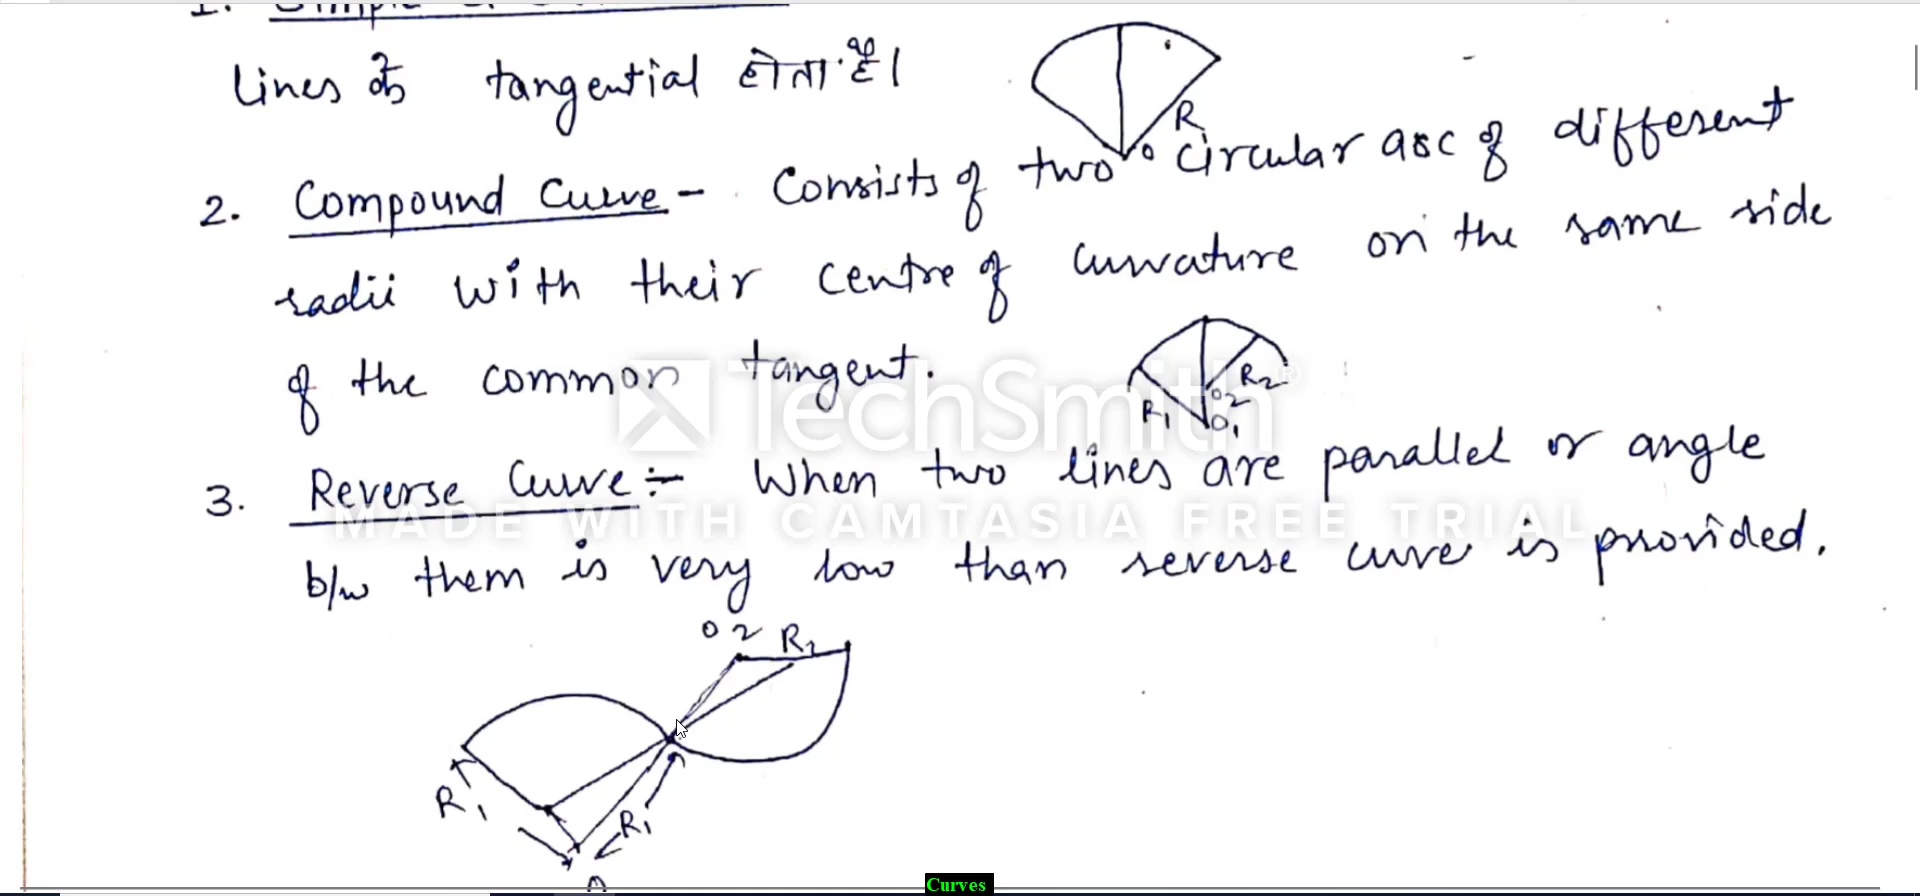 1. Simple
lines के tangential होता है।
R
O
2. Compound Curve - Consists of two circular arc of different
radii with their centre of curvature on the same side
of the common tangent.
R1 R2
O2
O1
TechSmith®
3. Reverse Curve :- When two lines are parallel or angle
MADE WITH CAMTASIA FREE TRIAL
b/w them is very low than reverse curve is provided.
O2 R2
R1
R1
Curves